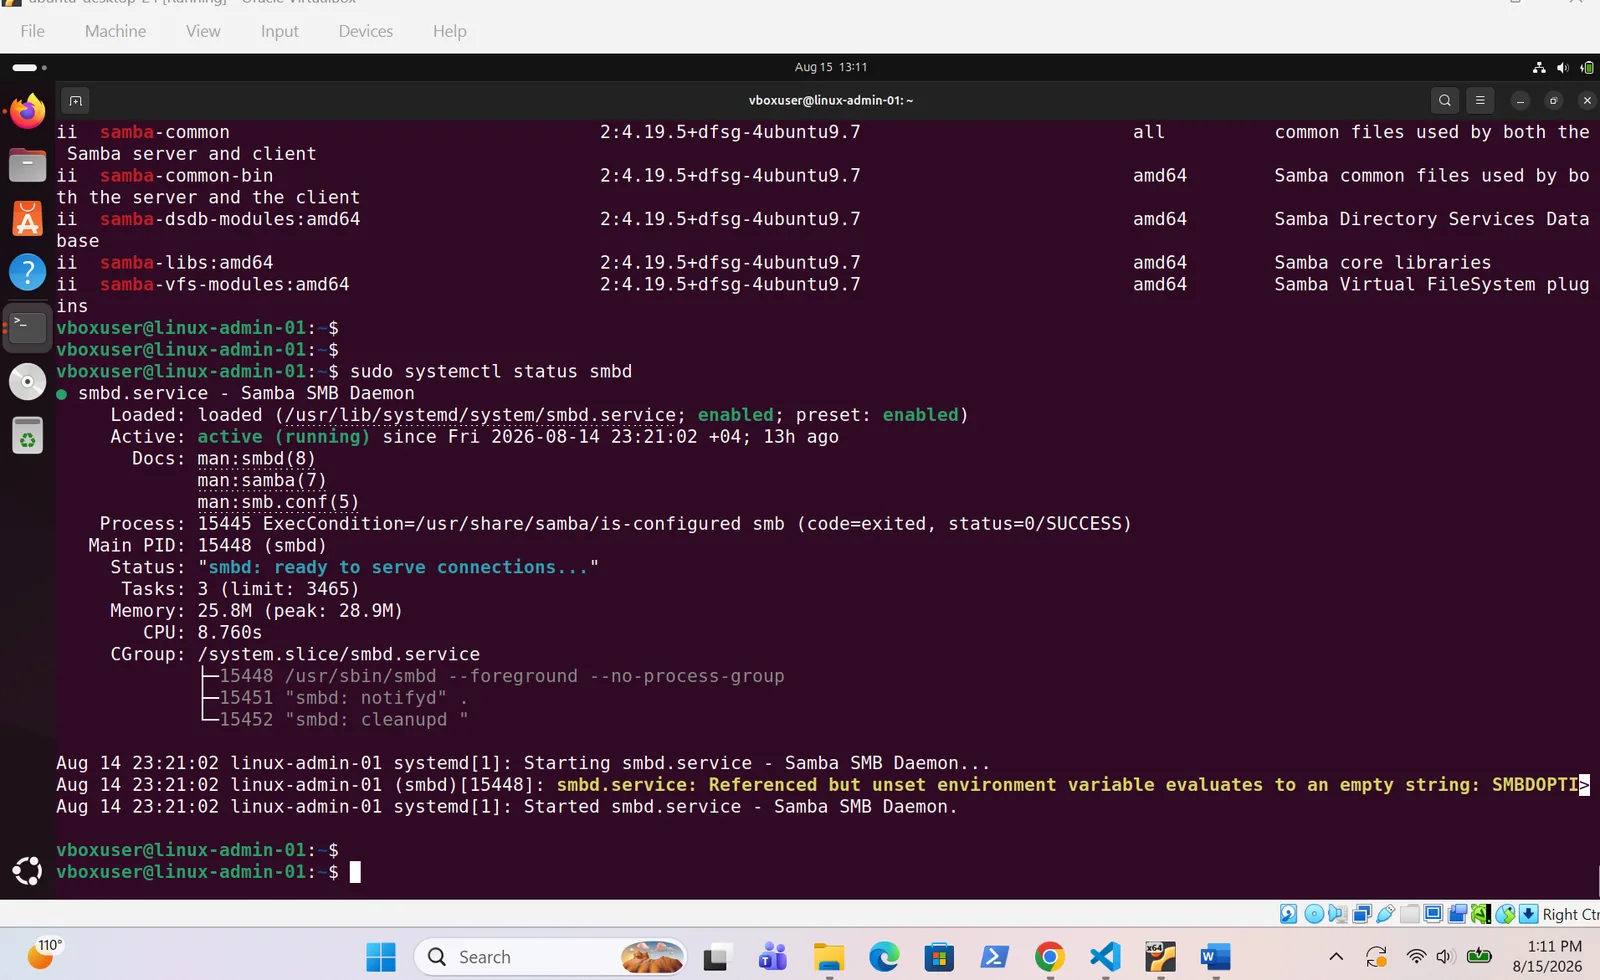 ubuntu-desktop-24 [Running] - Oracle VirtualBox
File Machine View Input Devices Help
Aug 15 13:11
vboxuser@linux-admin-01: ~
ii samba-common 2:4.19.5+dfsg-4ubuntu9.7 all common files used by both the
Samba server and client
ii samba-common-bin 2:4.19.5+dfsg-4ubuntu9.7 amd64 Samba common files used by bo
th the server and the client
ii samba-dsdb-modules:amd64 2:4.19.5+dfsg-4ubuntu9.7 amd64 Samba Directory Services Data
base
ii samba-libs:amd64 2:4.19.5+dfsg-4ubuntu9.7 amd64 Samba core libraries
ii samba-vfs-modules:amd64 2:4.19.5+dfsg-4ubuntu9.7 amd64 Samba Virtual FileSystem plug
ins
vboxuser@linux-admin-01:~$
vboxuser@linux-admin-01:~$
vboxuser@linux-admin-01:~$ sudo systemctl status smbd
● smbd.service - Samba SMB Daemon
Loaded: loaded (/usr/lib/systemd/system/smbd.service; enabled; preset: enabled)
Active: active (running) since Fri 2026-08-14 23:21:02 +04; 13h ago
Docs: man:smbd(8)
man:samba(7)
man:smb.conf(5)
Process: 15445 ExecCondition=/usr/share/samba/is-configured smb (code=exited, status=0/SUCCESS)
Main PID: 15448 (smbd)
Status: "smbd: ready to serve connections..."
Tasks: 3 (limit: 3465)
Memory: 25.8M (peak: 28.9M)
CPU: 8.760s
CGroup: /system.slice/smbd.service
├─15448 /usr/sbin/smbd --foreground --no-process-group
├─15451 "smbd: notifyd" .
└─15452 "smbd: cleanupd "
Aug 14 23:21:02 linux-admin-01 systemd[1]: Starting smbd.service - Samba SMB Daemon...
Aug 14 23:21:02 linux-admin-01 (smbd)[15448]: smbd.service: Referenced but unset environment variable evaluates to an empty string: SMBDOPTI>
Aug 14 23:21:02 linux-admin-01 systemd[1]: Started smbd.service - Samba SMB Daemon.
vboxuser@linux-admin-01:~$
vboxuser@linux-admin-01:~$
Right Ctr
110°
Search
1:11 PM
8/15/2026